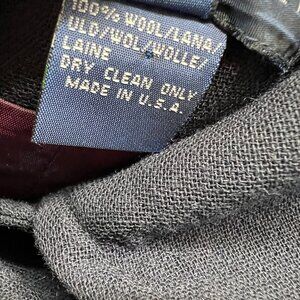 100% WOOL/LANA/
ULD/WOL/WOLLE/
LAINE
DRY CLEAN ONLY
MADE IN U.S.A.